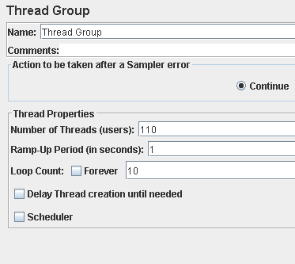 Thread Group
Name: Thread Group
Comments:
Action to be taken after a Sampler error
Continue
Thread Properties
Number of Threads (users): 110
Ramp-Up Period (in seconds): 1
Loop Count: Forever 10
Delay Thread creation until needed
Scheduler